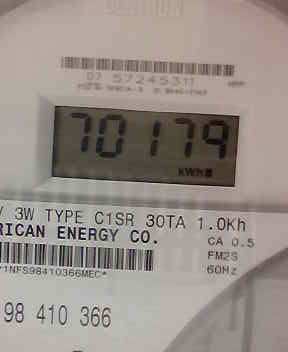 07 57245311
70179
kWh
V 3W TYPE C1SR 30TA 1.0Kh
RICAN ENERGY CO.
CA 0.5
FM2S
60Hz
1NFS98410366MEC*
98 410 366